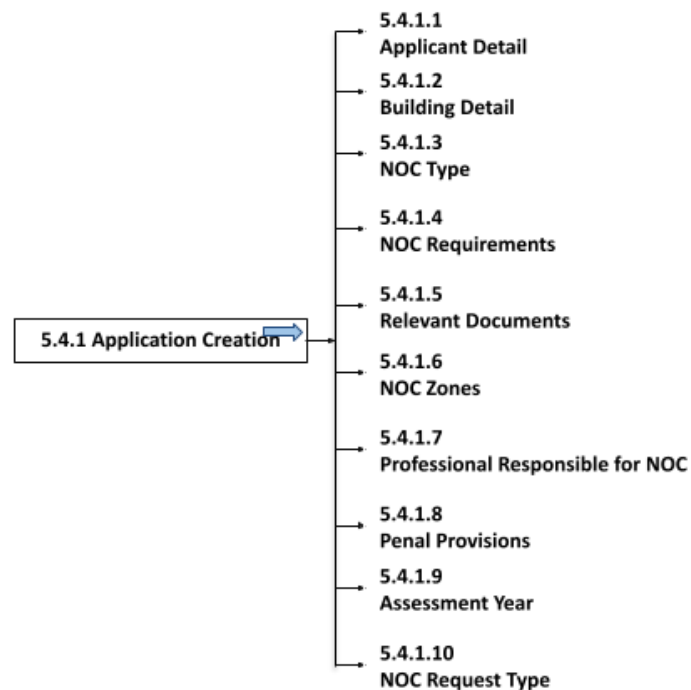 5.4.1.1
Applicant Detail
5.4.1.2
Building Detail
5.4.1.3
NOC Type
5.4.1.4
NOC Requirements
5.4.1.5
Relevant Documents
5.4.1 Application Creation
5.4.1.6
NOC Zones
5.4.1.7
Professional Responsible for NOC
5.4.1.8
Penal Provisions
5.4.1.9
Assessment Year
5.4.1.10
NOC Request Type